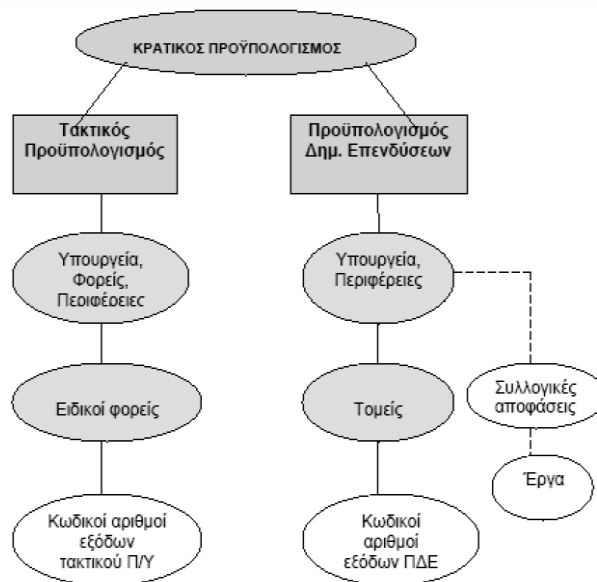 ΚΡΑΤΙΚΟΣ ΠΡΟΫΠΟΛΟΓΙΣΜΟΣ
Τακτικός
Προϋπολογισμός
Προϋπολογισμός
Δημ. Επενδύσεων
Υπουργεία,
Φορείς,
Περιφέρειες
Υπουργεία,
Περιφέρειες
Ειδικοί φορείς
Τομείς
Συλλογικές
αποφάσεις
Έργα
Κωδικοί αριθμοί
εξόδων
τακτικού Π/Υ
Κωδικοί
αριθμοί
εξόδων ΠΔΕ